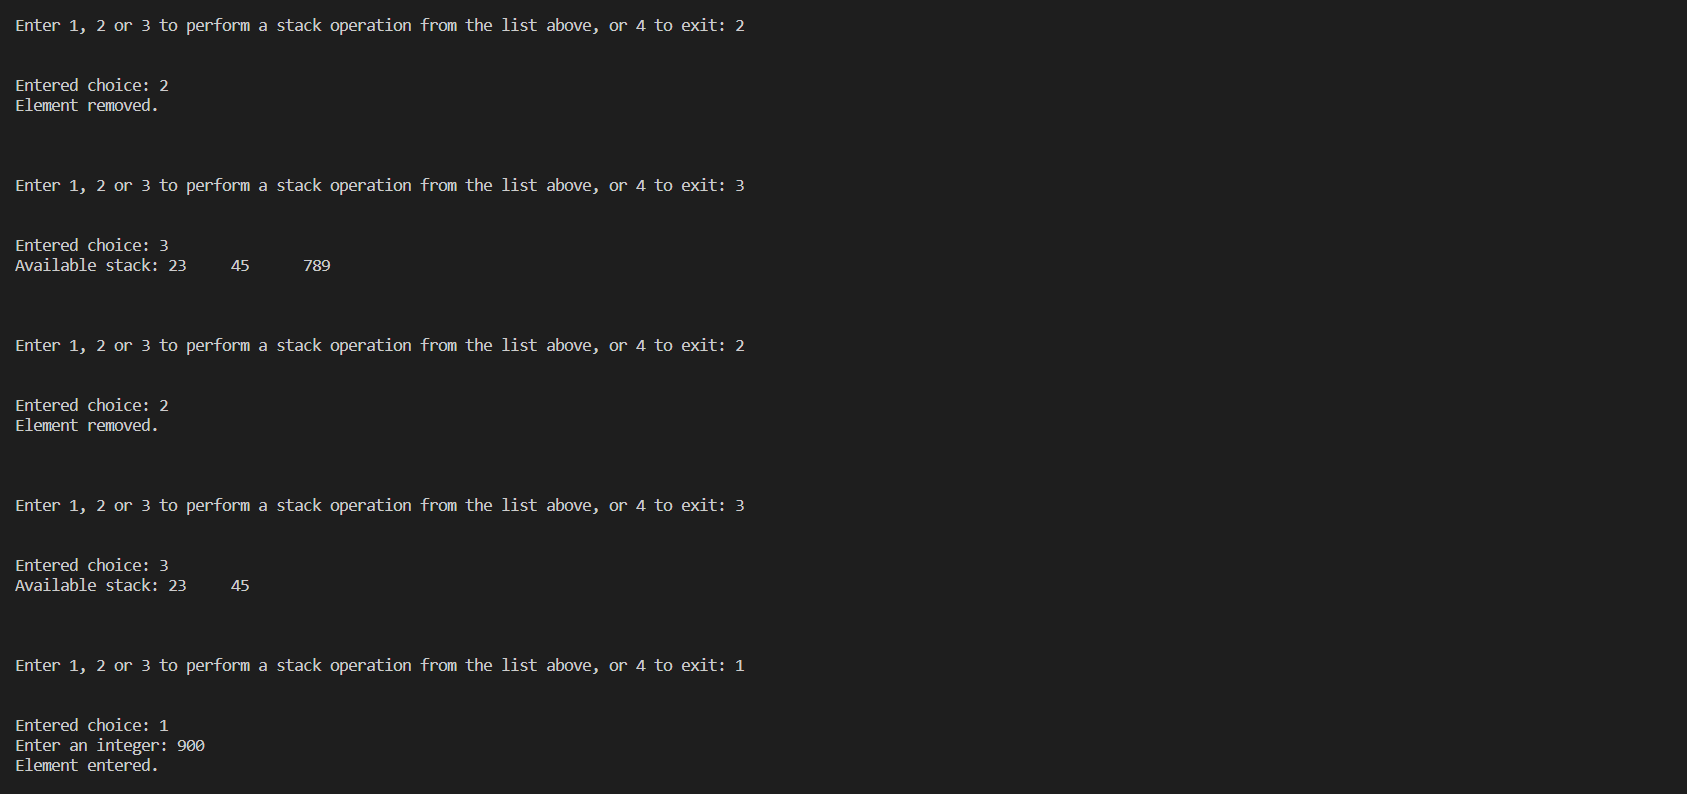 Enter 1, 2 or 3 to perform a stack operation from the list above, or 4 to exit: 2
Entered choice: 2
Element removed.
Enter 1, 2 or 3 to perform a stack operation from the list above, or 4 to exit: 3
Entered choice: 3
Available stack: 23     45      789
Enter 1, 2 or 3 to perform a stack operation from the list above, or 4 to exit: 2
Entered choice: 2
Element removed.
Enter 1, 2 or 3 to perform a stack operation from the list above, or 4 to exit: 3
Entered choice: 3
Available stack: 23     45
Enter 1, 2 or 3 to perform a stack operation from the list above, or 4 to exit: 1
Entered choice: 1
Enter an integer: 900
Element entered.